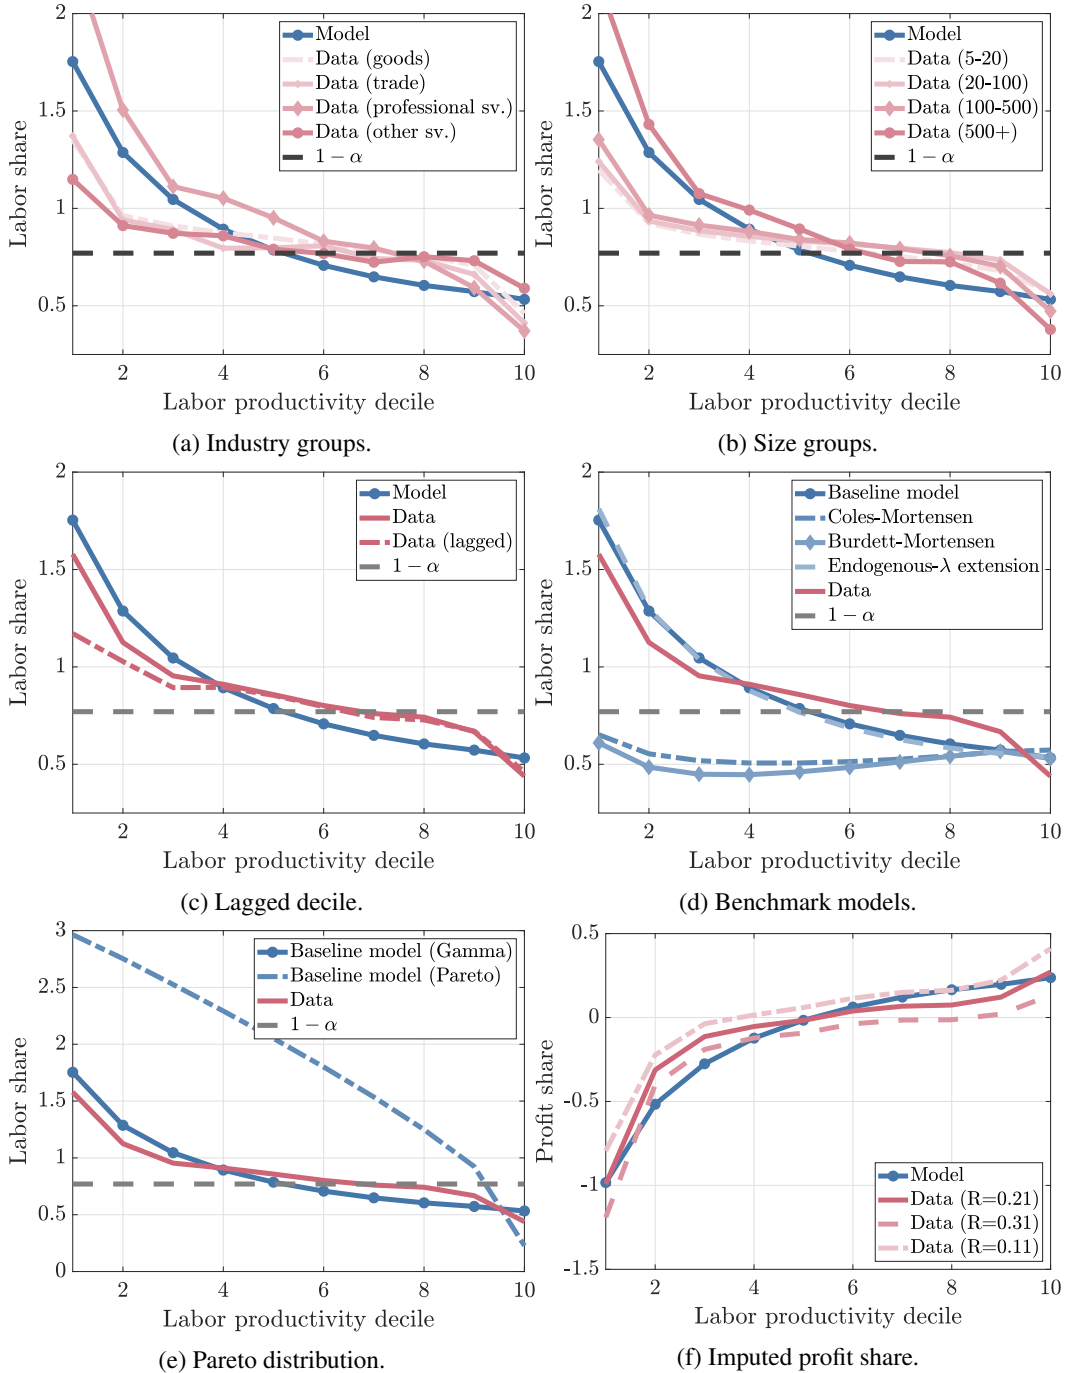 2
1.5
1
0.5
Labor share
Model
Data (goods)
Data (trade)
Data (professional sv.)
Data (other sv.)
1 − α
2 4 6 8 10
Labor productivity decile
(a) Industry groups.
2
1.5
1
0.5
Labor share
Model
Data (5-20)
Data (20-100)
Data (100-500)
Data (500+)
1 − α
2 4 6 8 10
Labor productivity decile
(b) Size groups.
2
1.5
1
0.5
Labor share
Model
Data
Data (lagged)
1 − α
2 4 6 8 10
Labor productivity decile
(c) Lagged decile.
2
1.5
1
0.5
Labor share
Baseline model
Coles-Mortensen
Burdett-Mortensen
Endogenous-λ extension
Data
1 − α
2 4 6 8 10
Labor productivity decile
(d) Benchmark models.
3
2.5
2
1.5
1
0.5
0
Labor share
Baseline model (Gamma)
Baseline model (Pareto)
Data
1 − α
2 4 6 8 10
Labor productivity decile
(e) Pareto distribution.
0.5
0
-0.5
-1
-1.5
Profit share
Model
Data (R=0.21)
Data (R=0.31)
Data (R=0.11)
2 4 6 8 10
Labor productivity decile
(f) Imputed profit share.